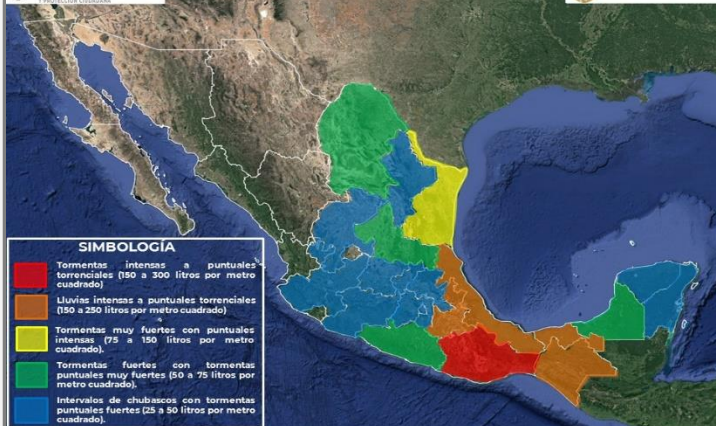 Y PROTECCIÓN CIUDADANA
SIMBOLOGÍA
Tormentas intensas a puntuales
torrenciales (150 a 300 litros por metro
cuadrado)
Lluvias intensas a puntuales torrenciales
(150 a 250 litros por metro cuadrado)
Tormentas muy fuertes con puntuales
intensas (75 a 150 litros por metro
cuadrado).
Tormentas fuertes con tormentas
puntuales muy fuertes (50 a 75 litros por
metro cuadrado).
Intervalos de chubascos con tormentas
puntuales fuertes (25 a 50 litros por metro
cuadrado).